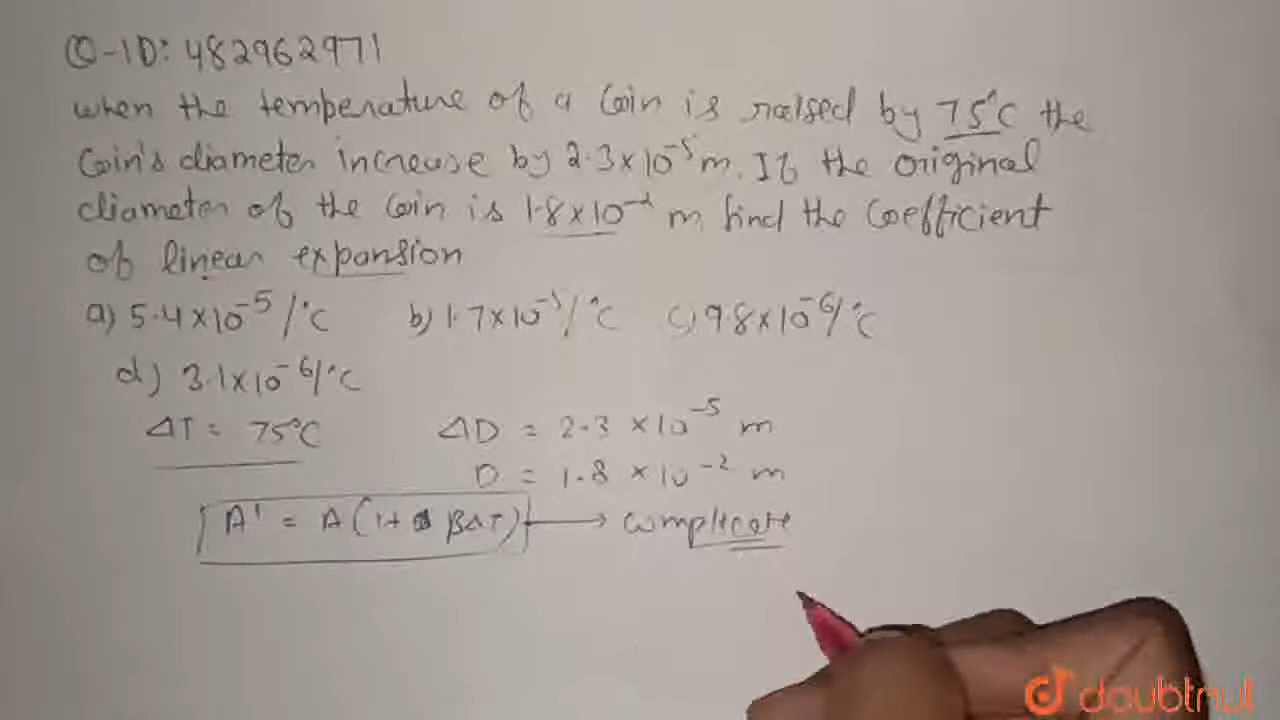 Q-ID: 482962971
when the temperature of a Coin is raised by 75°C the
Coin's diameter increase by 2.3×10⁻⁵ m. If the original
diameter of the Coin is 1.8×10⁻² m, find the Coefficient
of linear expansion
a) 5.4×10⁻⁵ /°C b) 1.7×10⁻⁵/°C c) 9.8×10⁻⁶/°C
d) 3.1×10⁻⁶/°C
ΔT = 75°C ΔD = 2.3 ×10⁻⁵ m
D = 1.8 ×10⁻² m
A' = A(1+ βΔT) → complicate
doubtnut